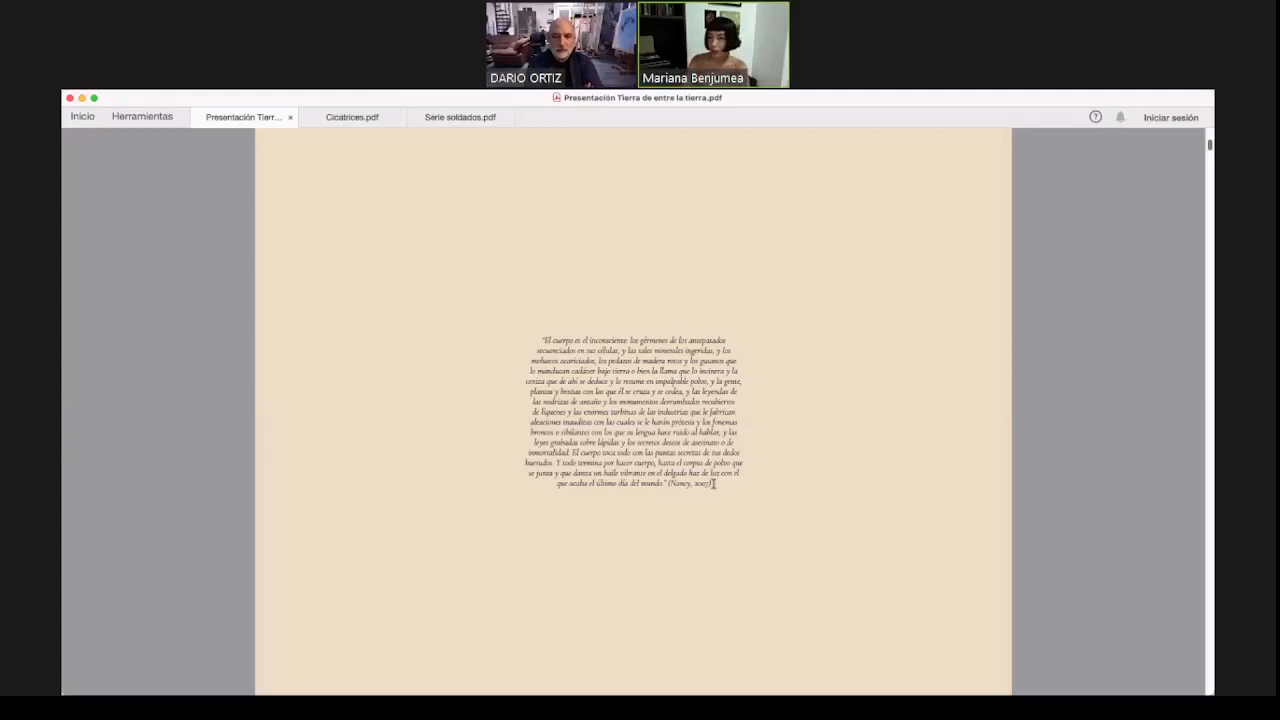 DARIO ORTIZ
Mariana Benjumea
Presentación Tierra de entre la tierra.pdf
Inicio
Herramientas
Presentación Tierr...
Cicatrices.pdf
Serie soldados.pdf
Iniciar sesión
"El cuerpo es el inconsciente: los gérmenes de los antepasados
secuenciados en sus células, y las sales minerales ingeridas, y los
moluscos acariciados, los pedazos de madera rotos y los gusanos que
lo manducan cadáver bajo tierra o bien la llama que lo incinera y la
ceniza que de ahí se deduce y lo resume en impalpable polvo, y la gente,
plantas y bestias con las que él se cruza y se codea, y las leyendas de
las nodrizas de antaño y los monumentos derrumbados recubiertos
de líquenes y las enormes turbinas de las industrias que le fabrican
aleaciones inauditas con las cuales se le harán prótesis y los fonemas
broncos o sibilantes con los que su lengua hace ruido al hablar, y las
leyes grabadas sobre lápidas y los secretos deseos de asesinato o de
inmortalidad. El cuerpo toca todo con las puntas secretas de sus dedos
huesudos. Y todo termina por hacer cuerpo, hasta el corpus de polvo que
se junta y que danza un baile vibrante en el delgado haz de luz con el
que acaba el último día del mundo." (Nancy, 2007)